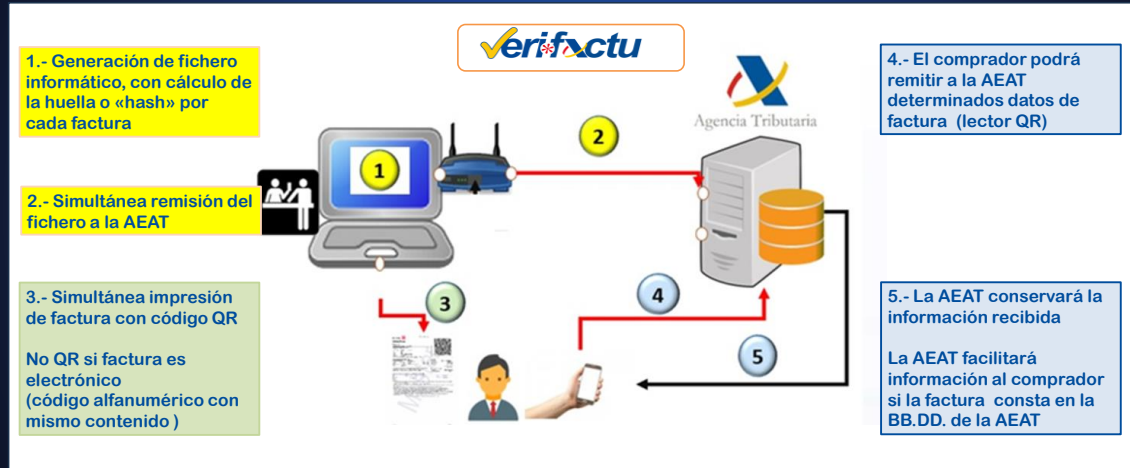 Verif*ctu
1.- Generación de fichero
informático, con cálculo de
la huella o «hash» por
cada factura
2.- Simultánea remisión del
fichero a la AEAT
3.- Simultánea impresión
de factura con código QR
No QR si factura es
electrónico
(código alfanumérico con
mismo contenido )
Agencia Tributaria
1
2
3
4
5
4.- El comprador podrá
remitir a la AEAT
determinados datos de
factura (lector QR)
5.- La AEAT conservará la
información recibida
La AEAT facilitará
información al comprador
si la factura consta en la
BB.DD. de la AEAT